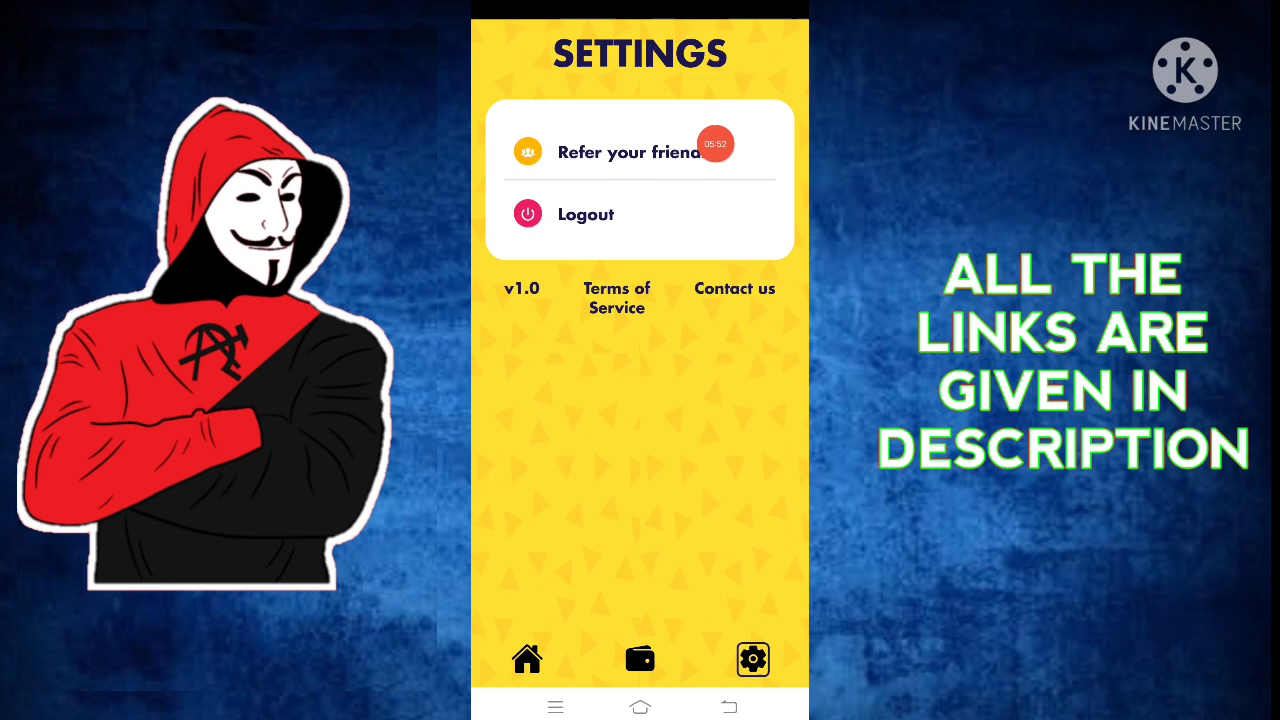 SETTINGS
Refer your friend
05:52
Logout
v1.0
Terms of
Service
Contact us
K
KINEMASTER
ALL THE
LINKS ARE
GIVEN IN
DESCRIPTION